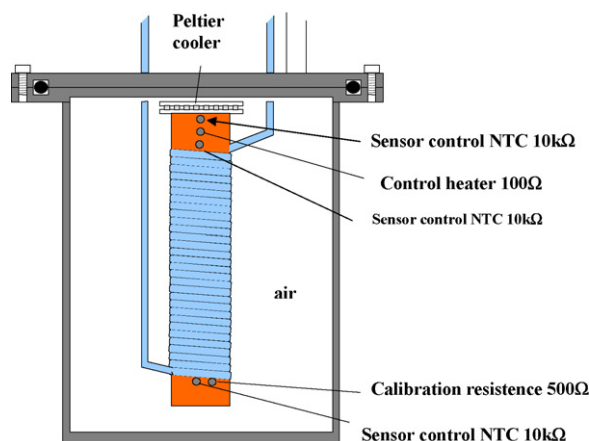 Peltier
cooler
Sensor control NTC 10kΩ
Control heater 100Ω
Sensor control NTC 10kΩ
air
Calibration resistence 500Ω
Sensor control NTC 10kΩ